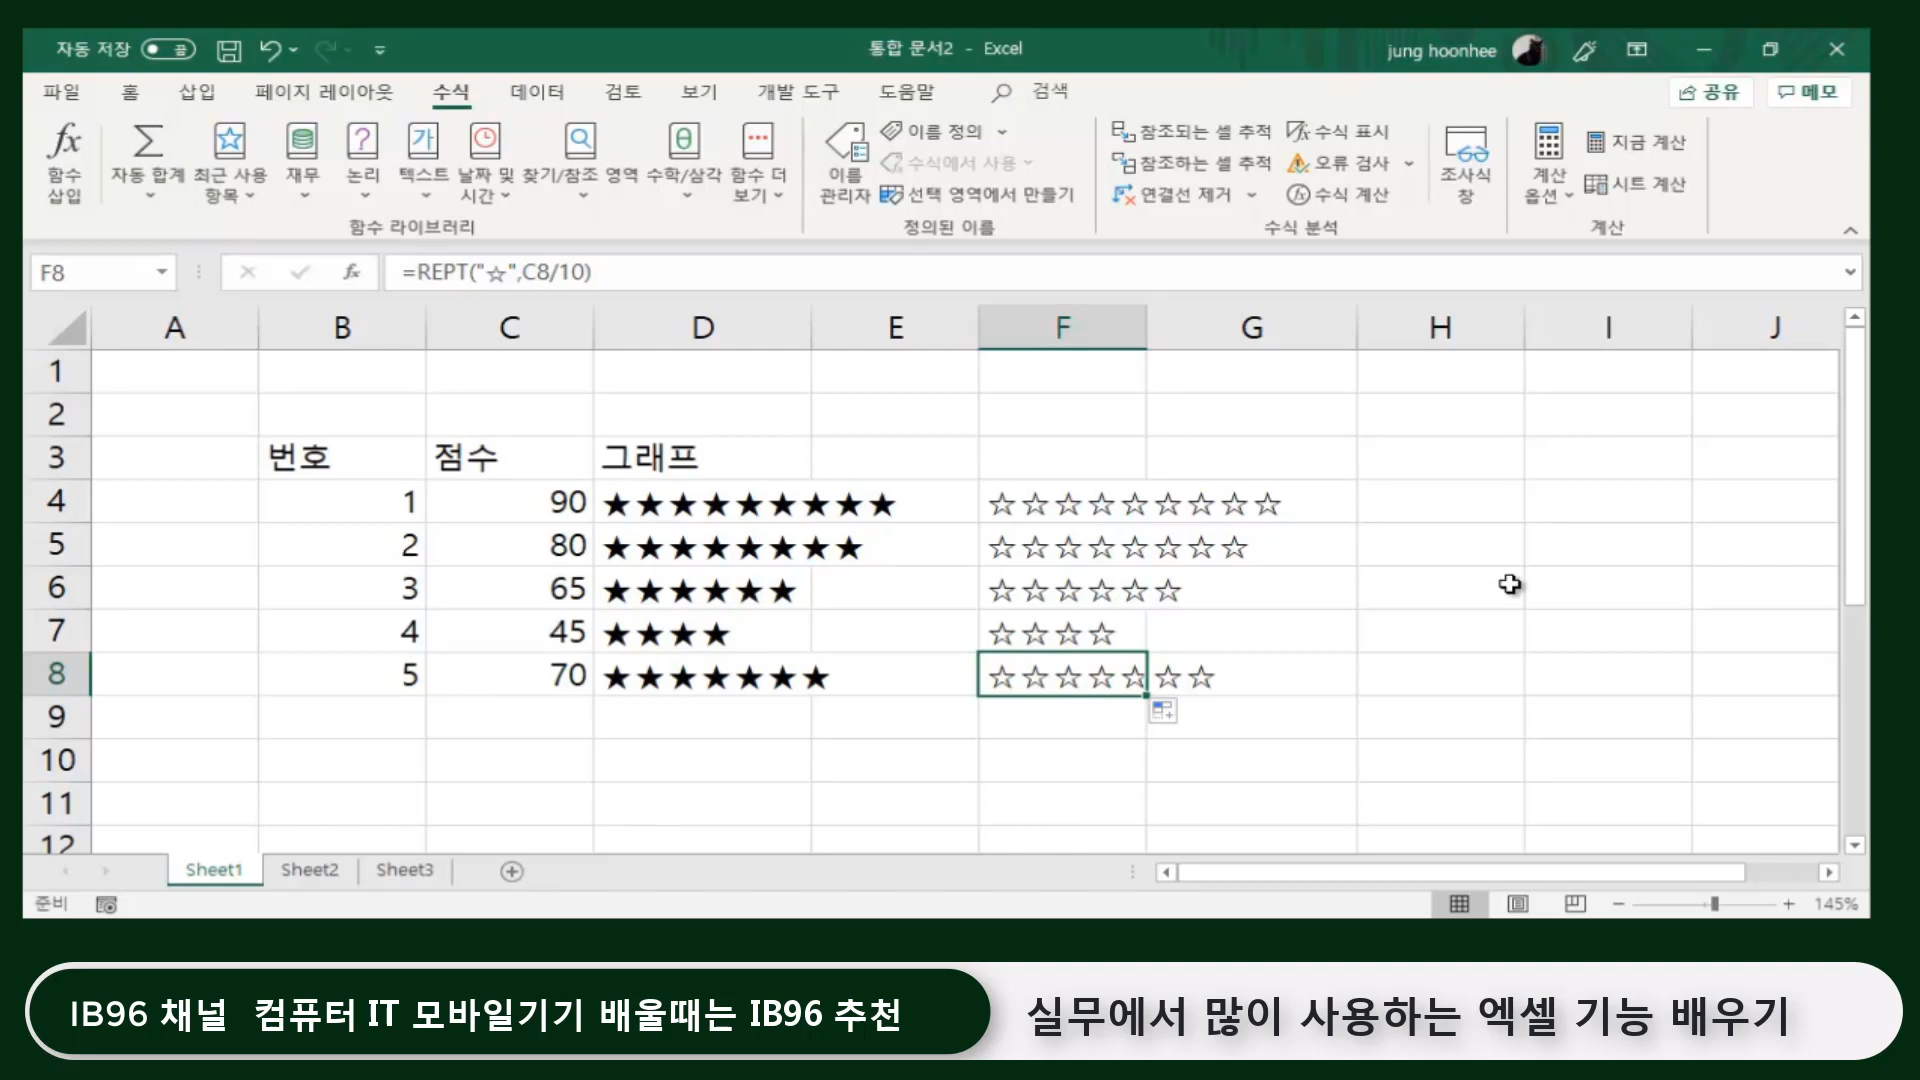 자동 저장 끔
통합 문서2 - Excel
jung hoonhee
파일 홈 삽입 페이지 레이아웃 수식 데이터 검토 보기 개발 도구 도움말 검색 공유 메모
함수 삽입
자동 합계
최근 사용 항목
재무
논리
텍스트
날짜 및 시간
찾기/참조 영역
수학/삼각
함수 더 보기
함수 라이브러리
이름 관리자
이름 정의
수식에서 사용
선택 영역에서 만들기
정의된 이름
참조되는 셀 추적
참조하는 셀 추적
연결선 제거
수식 표시
오류 검사
수식 계산
수식 분석
조사식 창
계산 옵션
지금 계산
시트 계산
계산
F8 fx =REPT("☆",C8/10)
A B C D E F G H I J
1
2
3 번호 점수 그래프
4 1 90 ★★★★★★★★★ ☆☆☆☆☆☆☆☆☆
5 2 80 ★★★★★★★★ ☆☆☆☆☆☆☆☆
6 3 65 ★★★★★★ ☆☆☆☆☆☆
7 4 45 ★★★★ ☆☆☆☆
8 5 70 ★★★★★★★ ☆☆☆☆☆☆☆
9
10
11
12
Sheet1 Sheet2 Sheet3
준비 145%
IB96 채널 컴퓨터 IT 모바일기기 배울때는 IB96 추천
실무에서 많이 사용하는 엑셀 기능 배우기